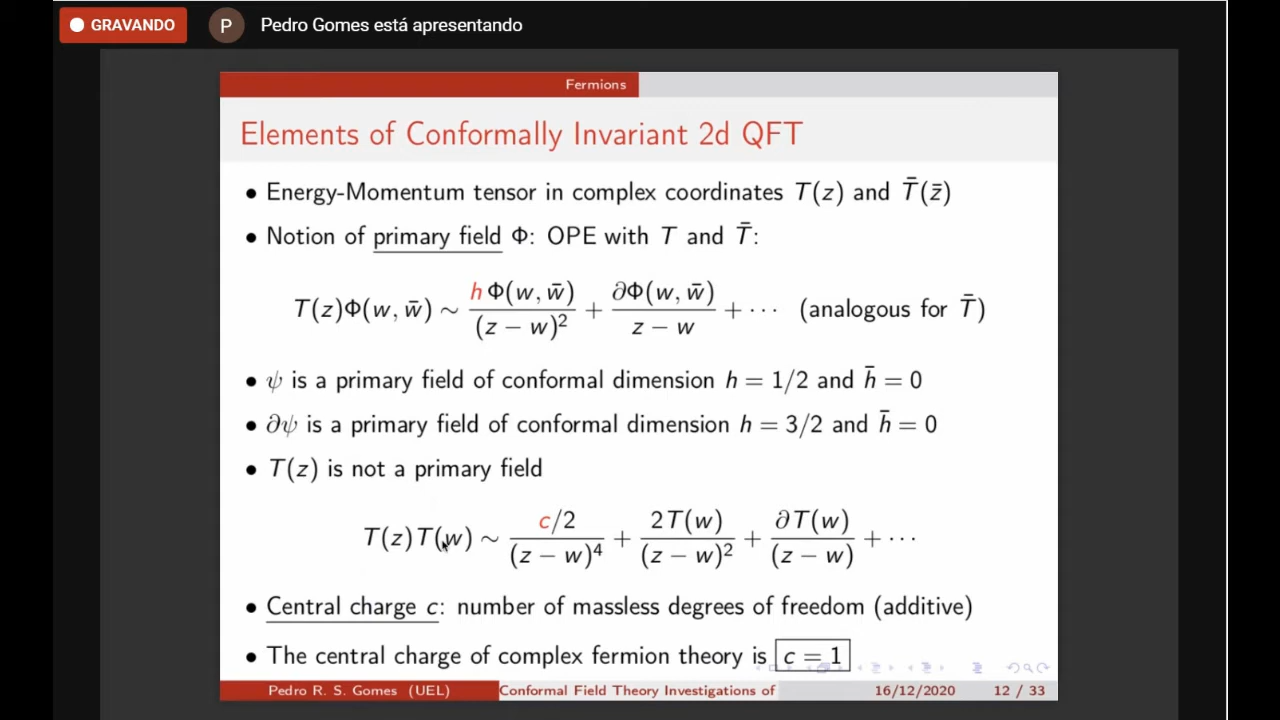 GRAVANDO
P
Pedro Gomes está apresentando
Fermions
Elements of Conformally Invariant 2d QFT
• Energy-Momentum tensor in complex coordinates T(z) and T̄(z̄)
• Notion of primary field Φ: OPE with T and T̄:
T(z)Φ(w, w̄) ∼ hΦ(w, w̄)/(z − w)² + ∂Φ(w, w̄)/(z − w) + ··· (analogous for T̄)
• ψ is a primary field of conformal dimension h = 1/2 and h̄ = 0
• ∂ψ is a primary field of conformal dimension h = 3/2 and h̄ = 0
• T(z) is not a primary field
T(z)T(w) ∼ (c/2)/(z − w)⁴ + 2T(w)/(z − w)² + ∂T(w)/(z − w) + ···
• Central charge c: number of massless degrees of freedom (additive)
• The central charge of complex fermion theory is c = 1
Pedro R. S. Gomes (UEL) Conformal Field Theory Investigations of 16/12/2020 12 / 33